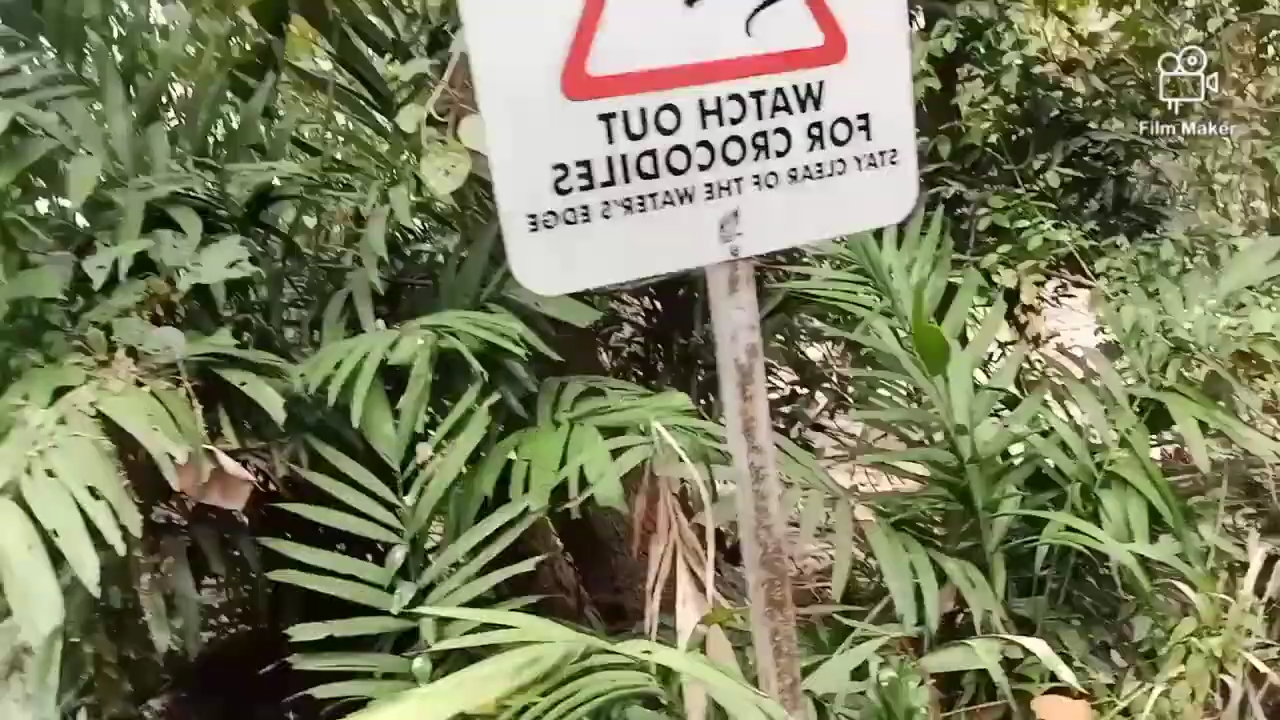 WATCH OUT
FOR CROCODILES
STAY CLEAR OF THE WATER'S EDGE
Film Maker